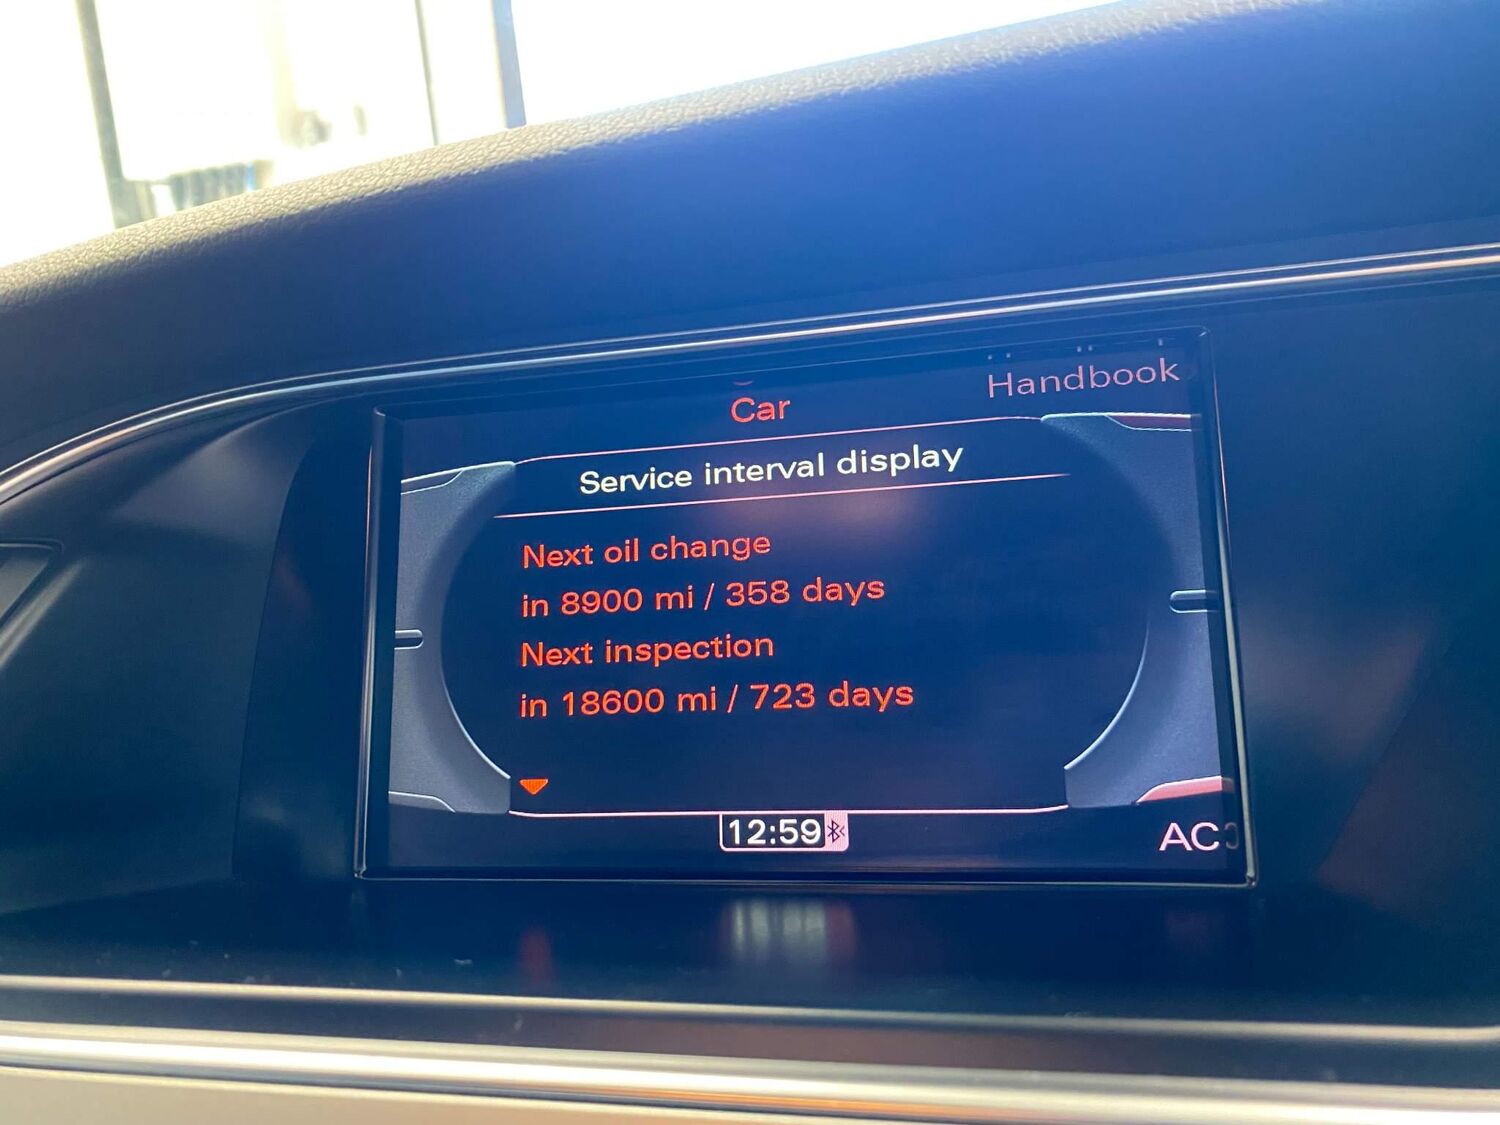 Handbook
Car
Service interval display
Next oil change
in 8900 mi / 358 days
Next inspection
in 18600 mi / 723 days
12:59
AC